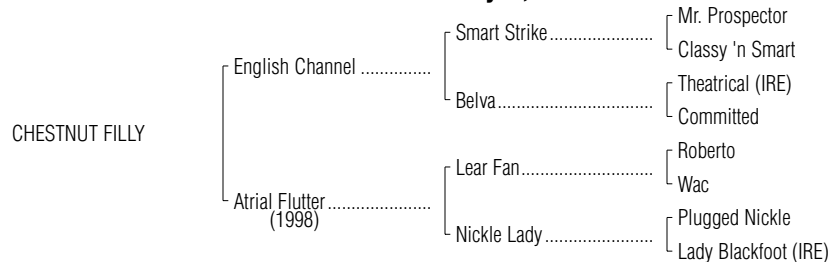 Mr. Prospector
Smart Strike
Classy 'n Smart
English Channel
Theatrical (IRE)
Belva
Committed
CHESTNUT FILLY
Roberto
Lear Fan
Wac
Atrial Flutter
(1998)
Plugged Nickle
Nickle Lady
Lady Blackfoot (IRE)